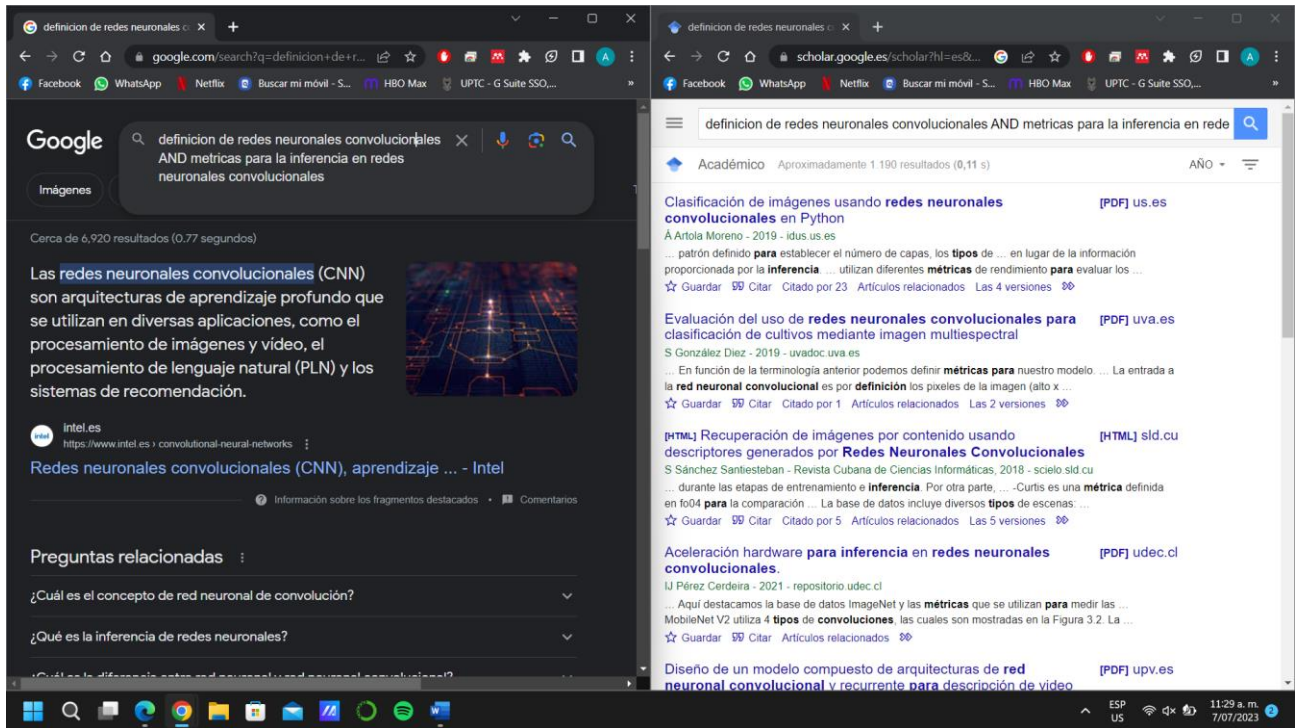 definicion de redes neuronales c
google.com/search?q=definicion+de+r...
Facebook WhatsApp Netflix Buscar mi móvil - S... HBO Max UPTC - G Suite SSO,... »
Google
definicion de redes neuronales convolucionales
AND metricas para la inferencia en redes
neuronales convolucionales
Imágenes
Cerca de 6,920 resultados (0.77 segundos)
Las redes neuronales convolucionales (CNN)
son arquitecturas de aprendizaje profundo que
se utilizan en diversas aplicaciones, como el
procesamiento de imágenes y vídeo, el
procesamiento de lenguaje natural (PLN) y los
sistemas de recomendación.
intel.es
https://www.intel.es › convolutional-neural-networks
Redes neuronales convolucionales (CNN), aprendizaje ... - Intel
Información sobre los fragmentos destacados • Comentarios
Preguntas relacionadas
¿Cuál es el concepto de red neuronal de convolución?
¿Qué es la inferencia de redes neuronales?
¿Cuál es la diferencia entre red neuronal y red neuronal convolucional?
definicion de redes neuronales c
scholar.google.es/scholar?hl=es&...
Facebook WhatsApp Netflix Buscar mi móvil - S... HBO Max UPTC - G Suite SSO,... »
definicion de redes neuronales convolucionales AND metricas para la inferencia en rede
Académico Aproximadamente 1.190 resultados (0,11 s) AÑO
Clasificación de imágenes usando redes neuronales [PDF] us.es
convolucionales en Python
Á Artola Moreno - 2019 - idus.us.es
... patrón definido para establecer el número de capas, los tipos de ... en lugar de la información
proporcionada por la inferencia. ... utilizan diferentes métricas de rendimiento para evaluar los ...
Guardar Citar Citado por 23 Artículos relacionados Las 4 versiones
Evaluación del uso de redes neuronales convolucionales para [PDF] uva.es
clasificación de cultivos mediante imagen multiespectral
S González Diez - 2019 - uvadoc.uva.es
... En función de la terminología anterior podemos definir métricas para nuestro modelo. ... La entrada a
la red neuronal convolucional es por definición los pixeles de la imagen (alto x ...
Guardar Citar Citado por 1 Artículos relacionados Las 2 versiones
[HTML] Recuperación de imágenes por contenido usando [HTML] sld.cu
descriptores generados por Redes Neuronales Convolucionales
S Sánchez Santiesteban - Revista Cubana de Ciencias Informáticas, 2018 - scielo.sld.cu
... durante las etapas de entrenamiento e inferencia. Por otra parte, ... -Curtis es una métrica definida
en fo04 para la comparación ... La base de datos incluye diversos tipos de escenas: ...
Guardar Citar Citado por 5 Artículos relacionados Las 5 versiones
Aceleración hardware para inferencia en redes neuronales [PDF] udec.cl
convolucionales.
IJ Pérez Cerdeira - 2021 - repositorio.udec.cl
... Aquí destacamos la base de datos ImageNet y las métricas que se utilizan para medir las ...
MobileNet V2 utiliza 4 tipos de convoluciones, las cuales son mostradas en la Figura 3.2. La ...
Guardar Citar Artículos relacionados
Diseño de un modelo compuesto de arquitecturas de red [PDF] upv.es
neuronal convolucional y recurrente para descripción de video
ESP
US
11:29 a. m.
7/07/2023
2